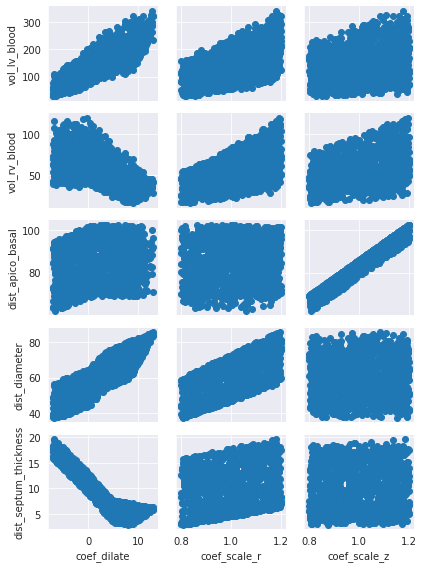 vol_lv_blood
300
200
100
vol_rv_blood
100
50
dist_apico_basal
100
80
dist_diameter
80
60
40
dist_septum_thickness
20
15
10
5
0 10 0.8 1.0 1.2 0.8 1.0 1.2
coef_dilate coef_scale_r coef_scale_z